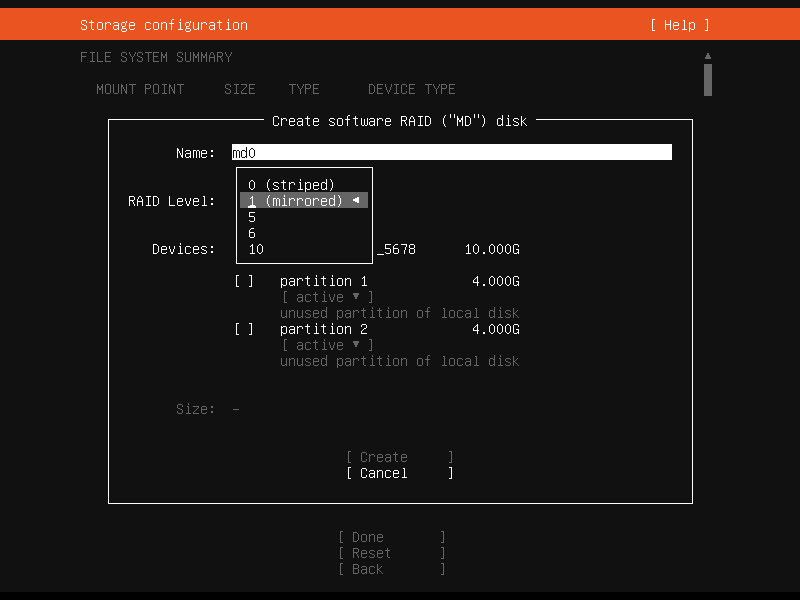 Storage configuration [ Help ]
FILE SYSTEM SUMMARY ▲
MOUNT POINT SIZE TYPE DEVICE TYPE
Create software RAID ("MD") disk
Name: md0
0 (striped)
RAID Level: 1 (mirrored) ◄
5
6
Devices: 10 _5678 10.000G
[ ] partition 1 4.000G
[ active ▼ ]
unused partition of local disk
[ ] partition 2 4.000G
[ active ▼ ]
unused partition of local disk
Size: -
[ Create ]
[ Cancel ]
[ Done ]
[ Reset ]
[ Back ]